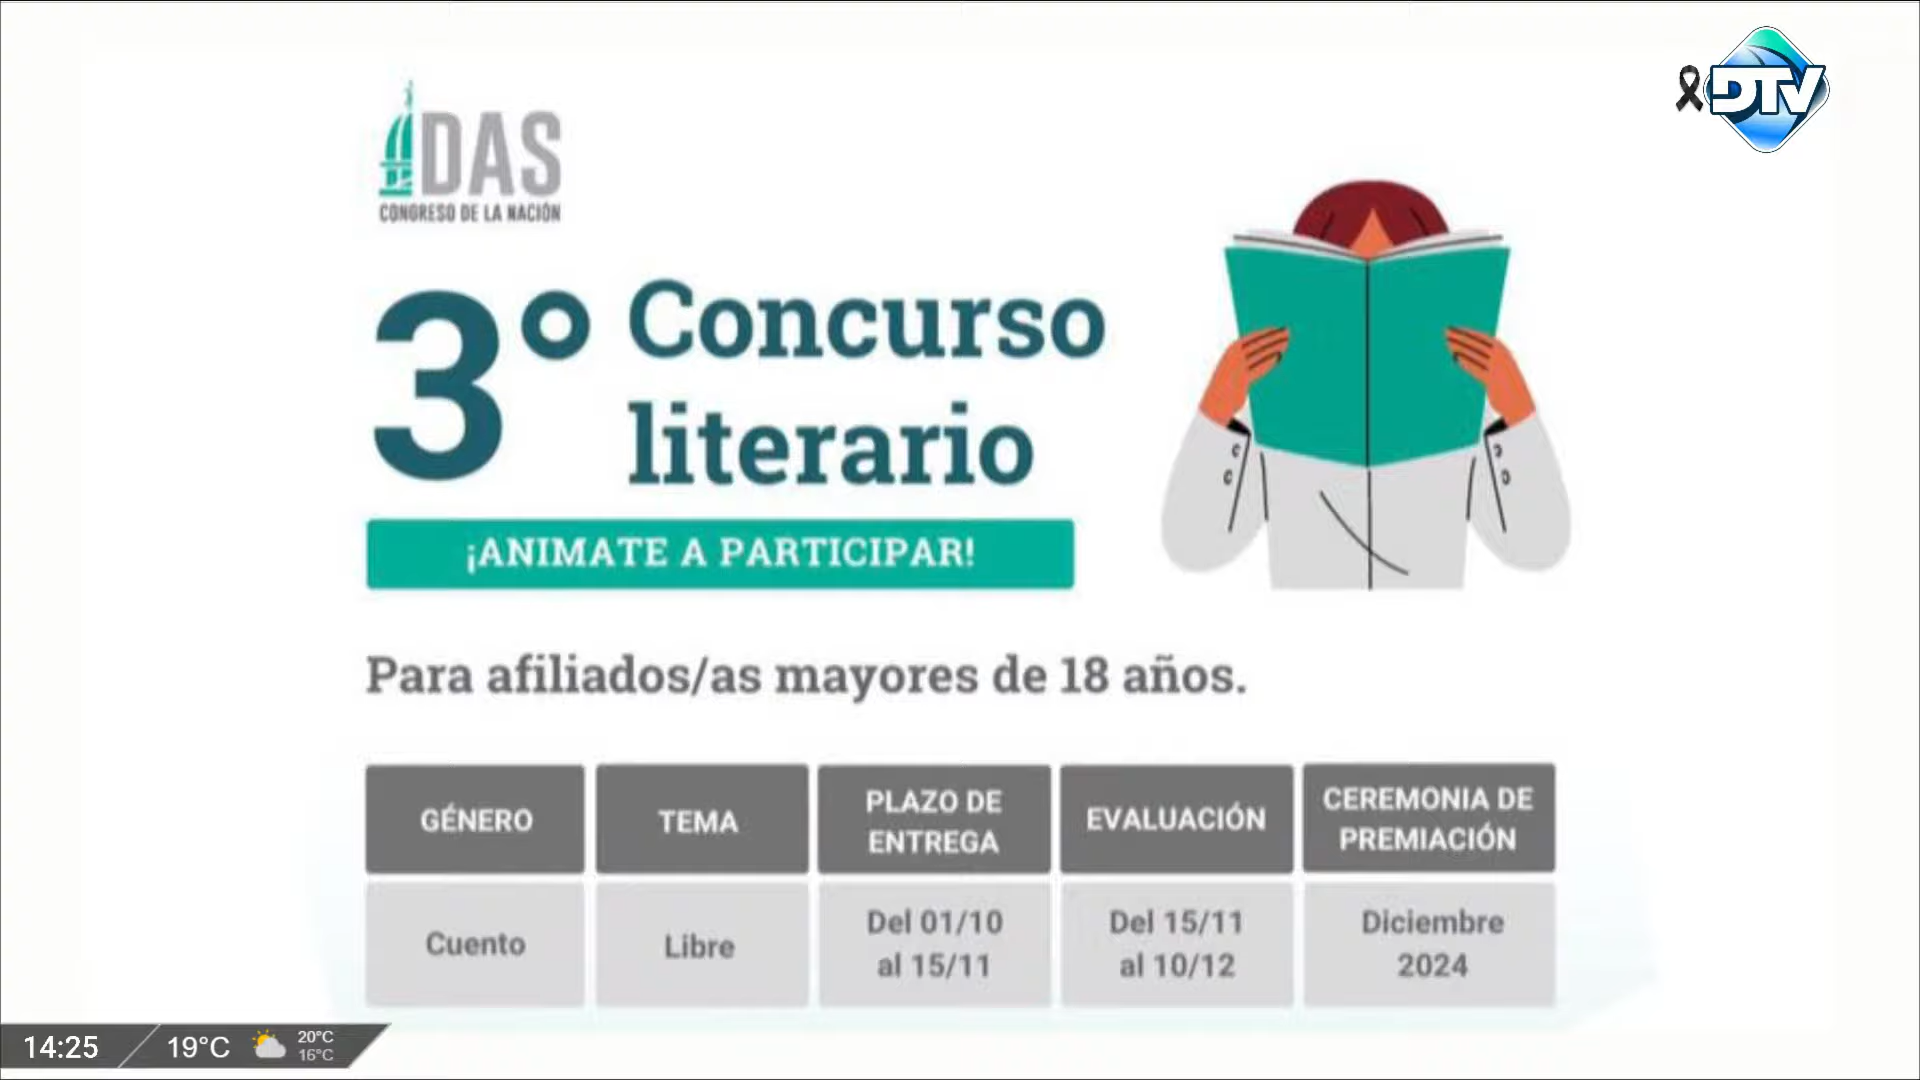 DTV
DAS
CONGRESO DE LA NACIÓN
3° Concurso
literario
¡ANIMATE A PARTICIPAR!
Para afiliados/as mayores de 18 años.
GÉNERO
TEMA
PLAZO DE
ENTREGA
EVALUACIÓN
CEREMONIA DE
PREMIACIÓN
Cuento
Libre
Del 01/10
al 15/11
Del 15/11
al 10/12
Diciembre
2024
14:25
19°C
20°C
16°C